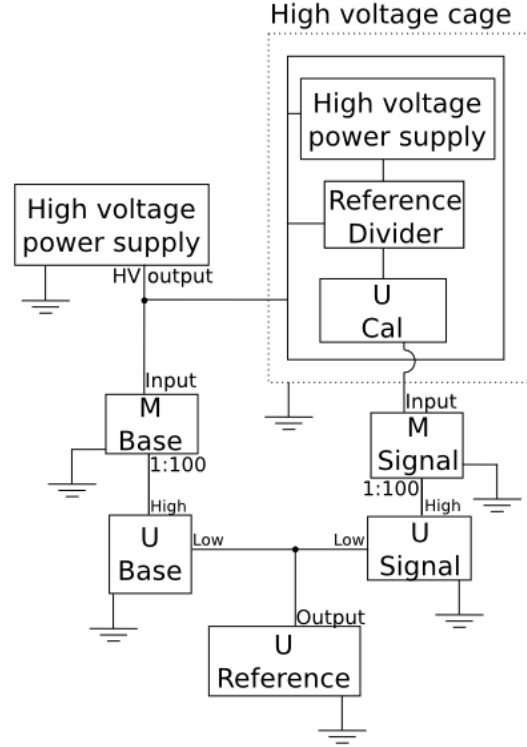 High voltage cage
High voltage
power supply
Reference
Divider
U
Cal
High voltage
power supply
HV output
Input
M
Base
1:100
High
U
Base
Low
Input
M
Signal
1:100
High
Low
U
Signal
Output
U
Reference